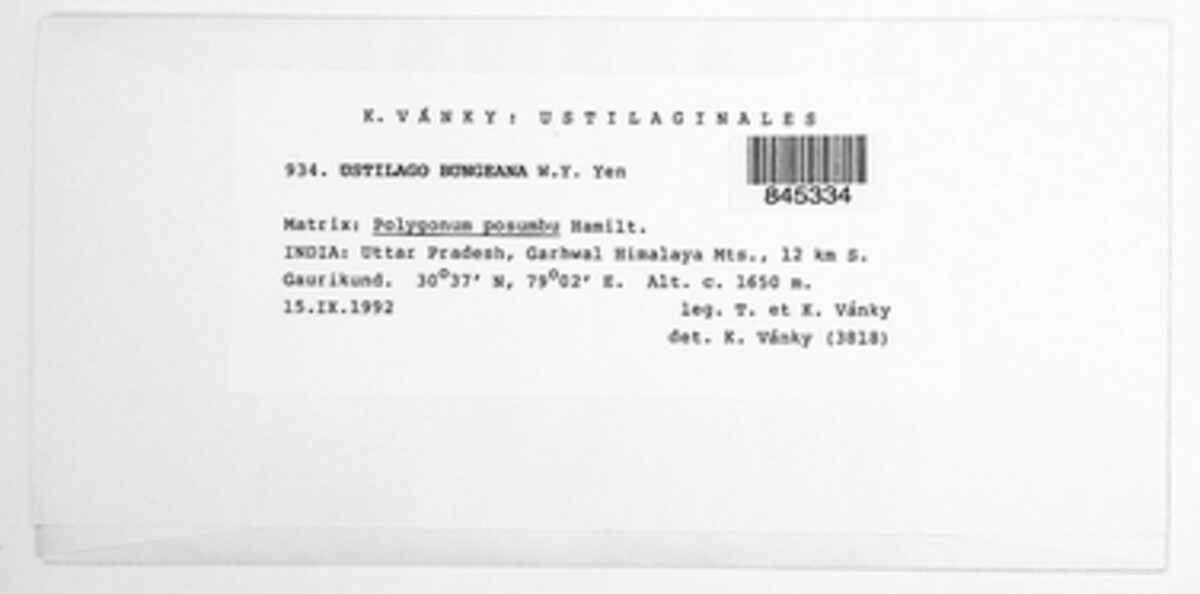 K. VÁNKY: USTILAGINALES
934. USTILAGO BUNGEANA W.Y. Yen
845334
Matrix: Polygonum posumbu Hamilt.
INDIA: Uttar Pradesh, Garhwal Himalaya Mts., 12 km S.
Gaurikund. 30°37' N, 79°02' E. Alt. c. 1650 m.
15.IX.1992 leg. T. et K. Vánky
det. K. Vánky (3818)